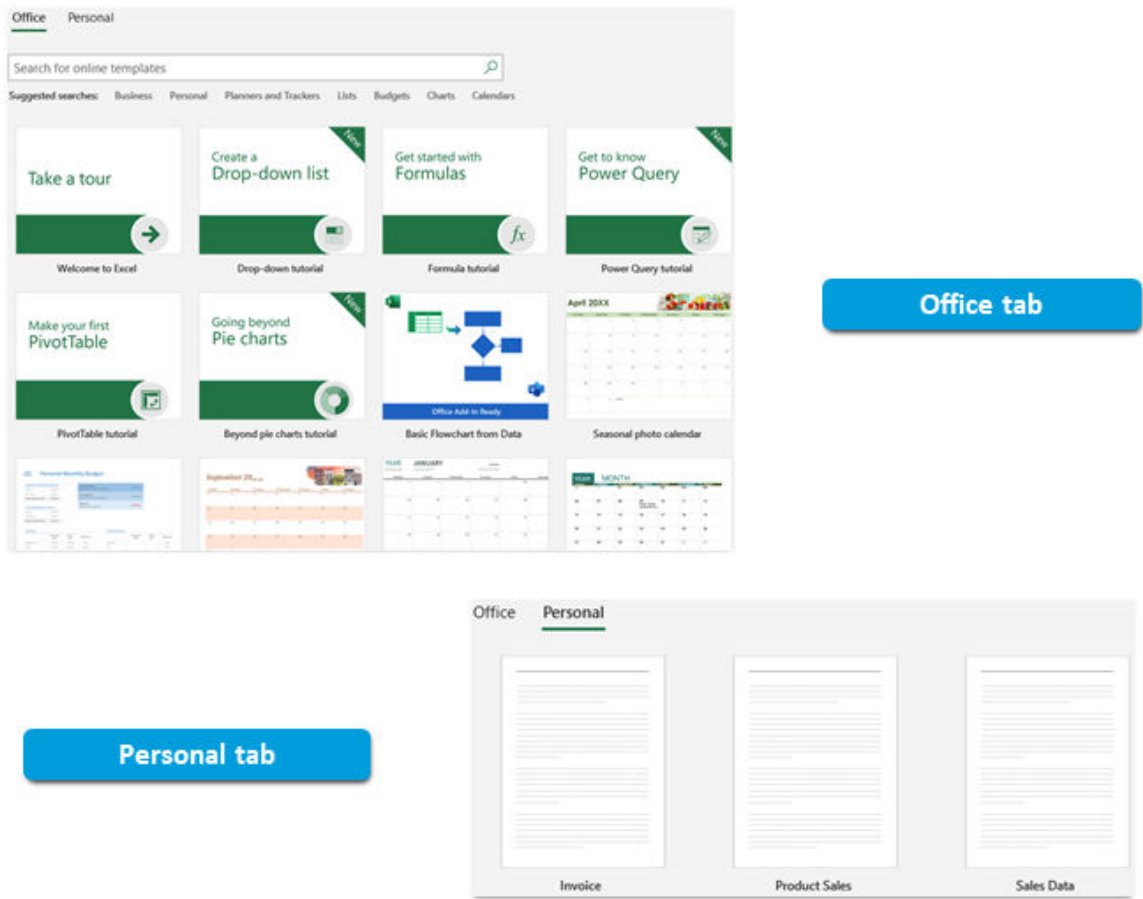 Office Personal
Search for online templates
Suggested searches: Business Personal Planners and Trackers Lists Budgets Charts Calendars
Take a tour
Welcome to Excel
New
Create a
Drop-down list
Drop-down tutorial
Get started with
Formulas
fx
Formula tutorial
New
Get to know
Power Query
Power Query tutorial
Office tab
Make your first
PivotTable
PivotTable tutorial
New
Going beyond
Pie charts
Beyond pie charts tutorial
Office Add in Ready
Basic Flowchart from Data
April 20XX
Seasonal photo calendar
Personal Monthly Budget
September
YEAR JANUARY
YEAR MONTH
Office Personal
Personal tab
Invoice Product Sales Sales Data